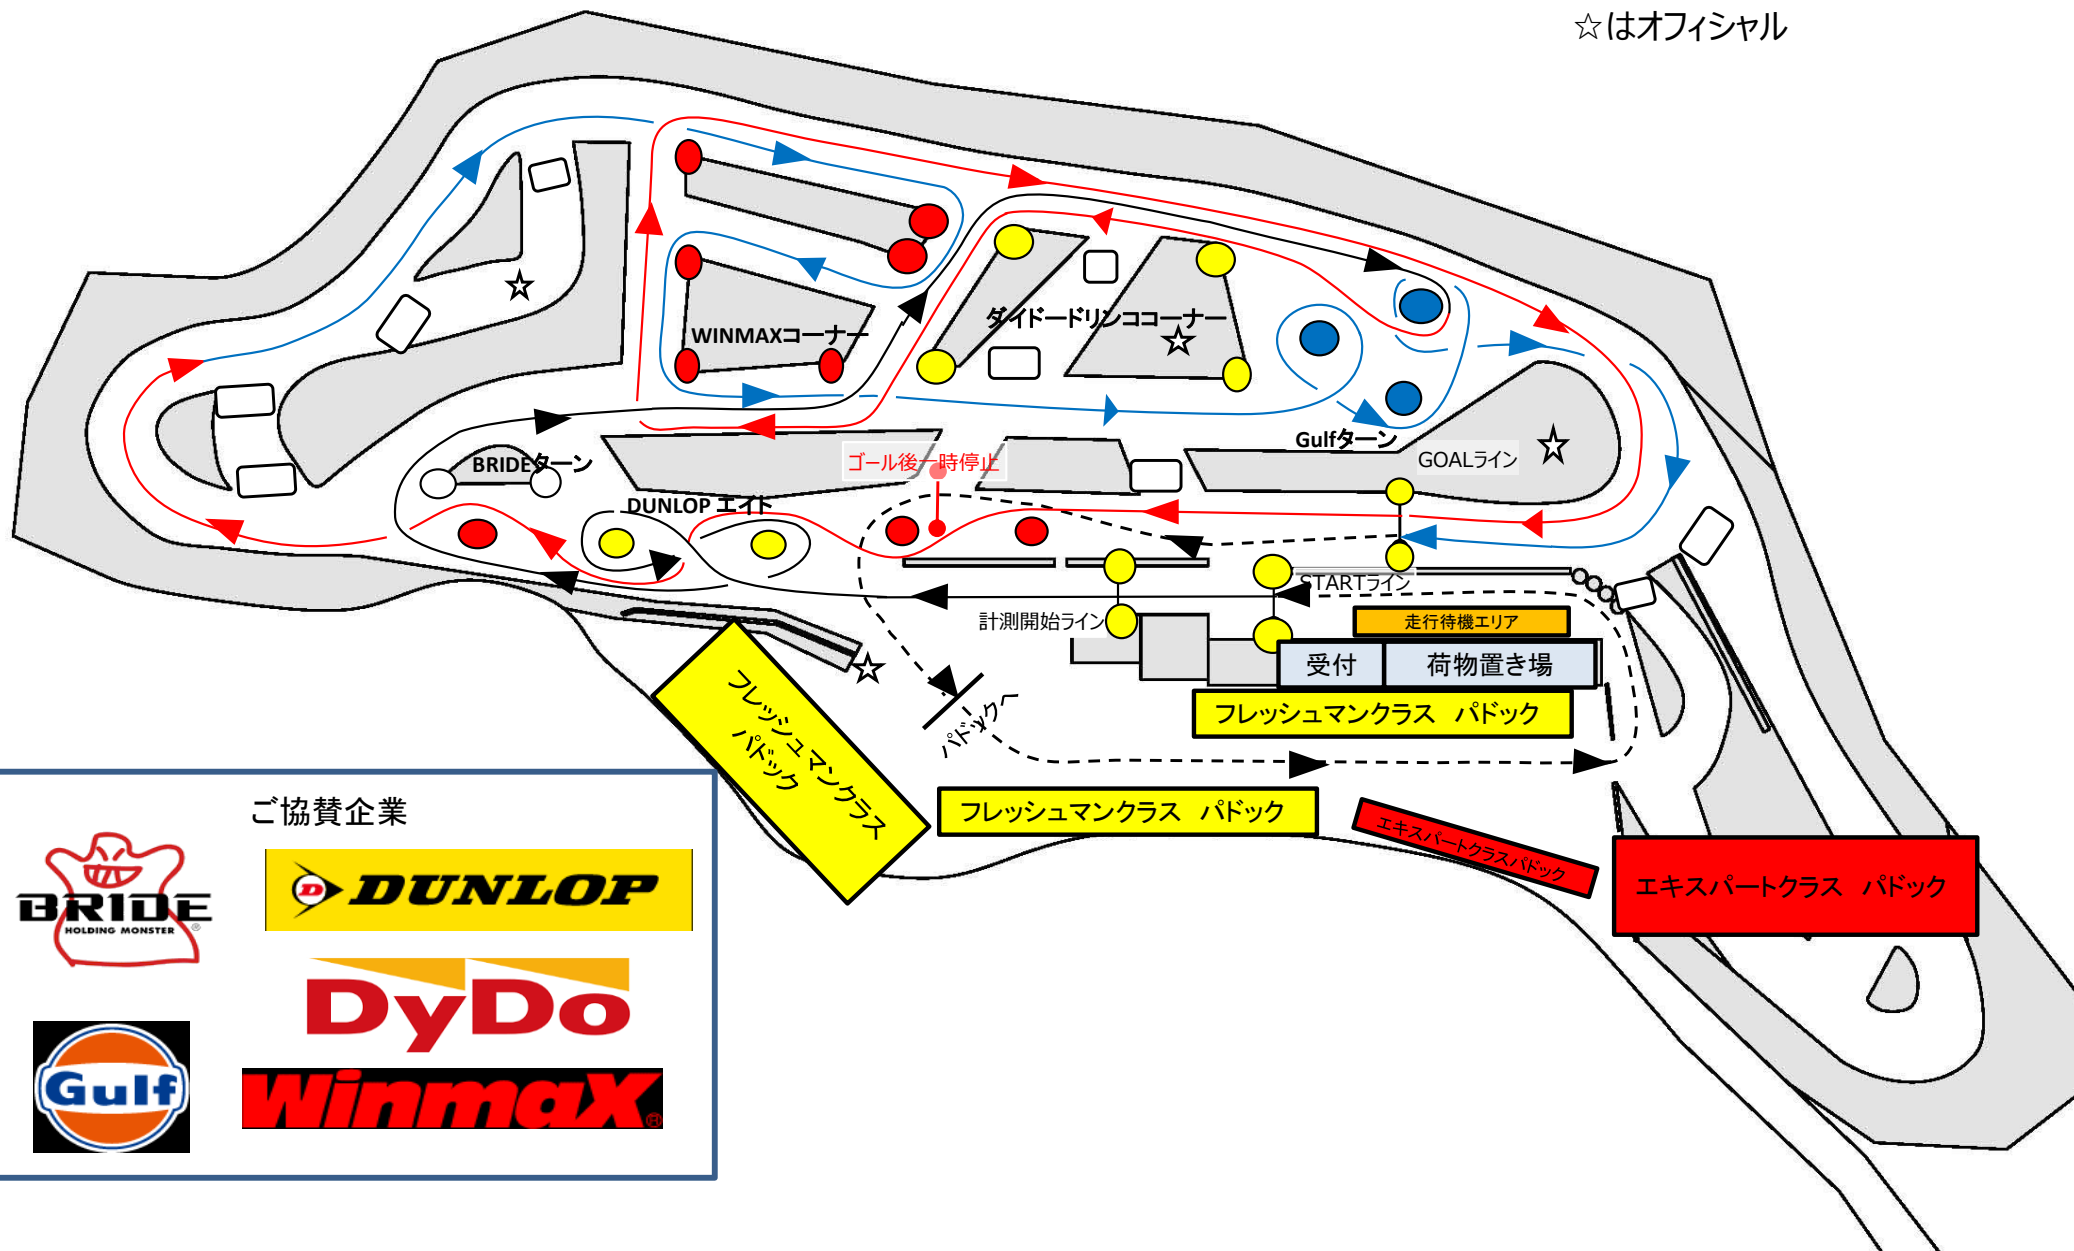 ☆はオフィシャル
WINMAXコーナー
ダイドードリンココーナー
Gulfターン
GOALライン
BRIDEターン
ゴール後一時停止
DUNLOP エイト
STARTライン
計測開始ライン
走行待機エリア
受付
荷物置き場
フレッシュマンクラス パドック
パドックへ
フレッシュマンクラス
パドック
フレッシュマンクラス パドック
エキスパートクラスパドック
エキスパートクラス パドック
ご協賛企業
BRIDE
HOLDING MONSTER
®
D DUNLOP
DyDo
Gulf
WinmaX®